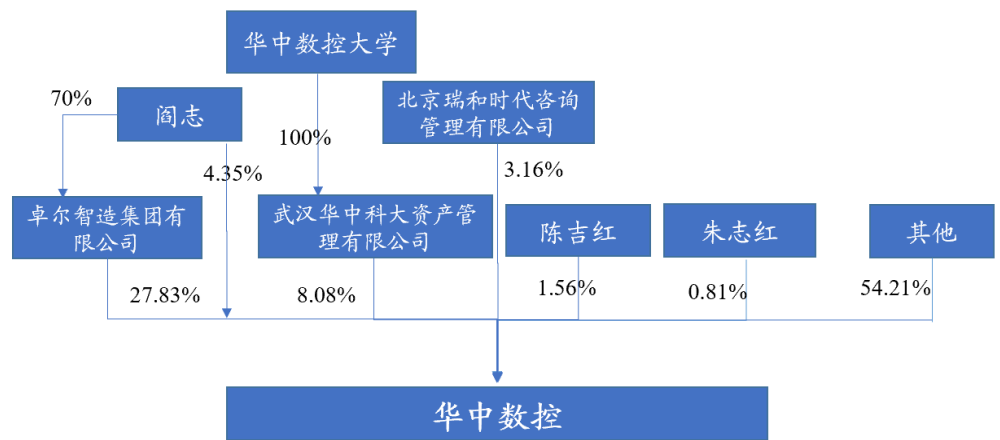 华中数控大学
70%
阎志
北京瑞和时代咨询
管理有限公司
100%
4.35%
3.16%
卓尔智造集团有
限公司
武汉华中科大资产管
理有限公司
陈吉红
朱志红
其他
27.83%
8.08%
1.56%
0.81%
54.21%
华中数控